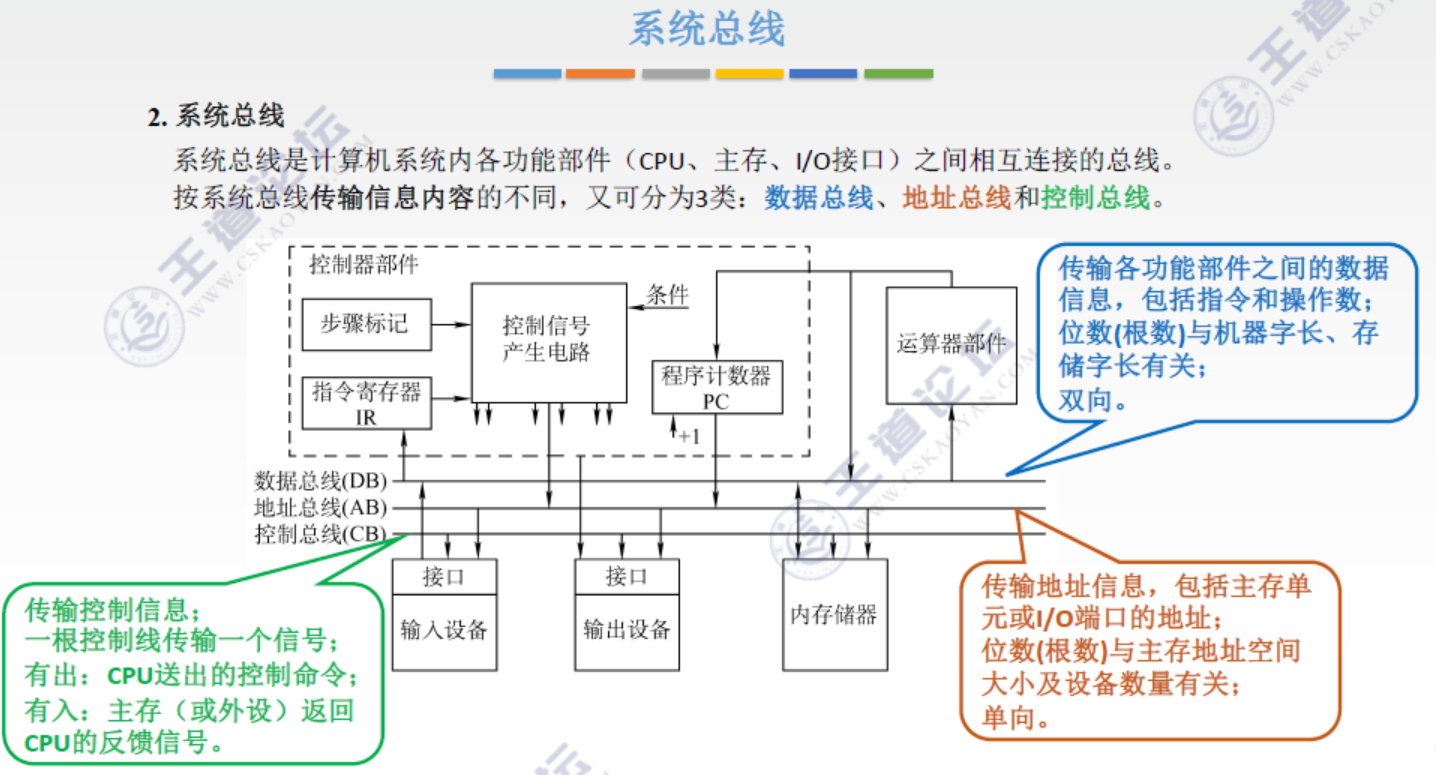 系统总线
2. 系统总线
系统总线是计算机系统内各功能部件（CPU、主存、I/O接口）之间相互连接的总线。
按系统总线传输信息内容的不同，又可分为3类：数据总线、地址总线和控制总线。
控制器部件
步骤标记
指令寄存器
IR
控制信号
产生电路
条件
程序计数器
PC
+1
运算器部件
传输各功能部件之间的数据
信息，包括指令和操作数；
位数(根数)与机器字长、存
储字长有关；
双向。
数据总线(DB)
地址总线(AB)
控制总线(CB)
接口
输入设备
接口
输出设备
内存储器
传输控制信息；
一根控制线传输一个信号；
有出：CPU送出的控制命令；
有入：主存（或外设）返回
CPU的反馈信号。
传输地址信息，包括主存单
元或I/O端口的地址；
位数(根数)与主存地址空间
大小及设备数量有关；
单向。
王道论坛
WWW.CSKAOYAN.COM
王道论坛
WWW.CSKAOYAN.COM